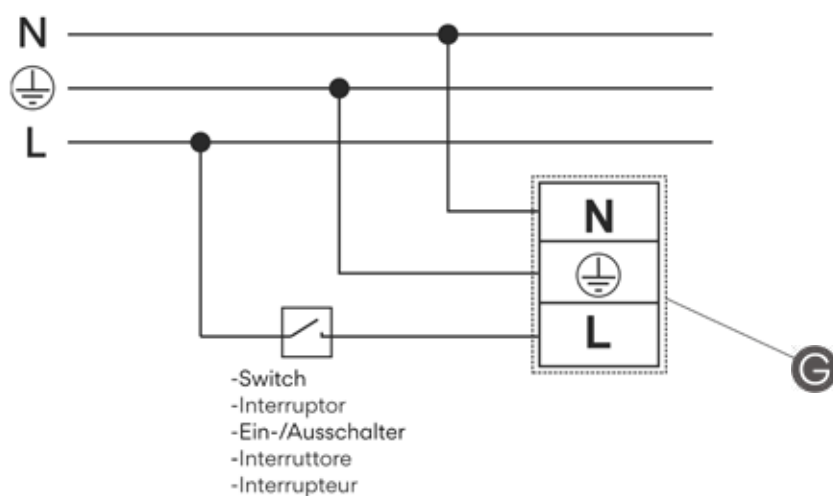 N
L
N
L
G
-Switch
-Interruptor
-Ein-/Ausschalter
-Interruttore
-Interrupteur